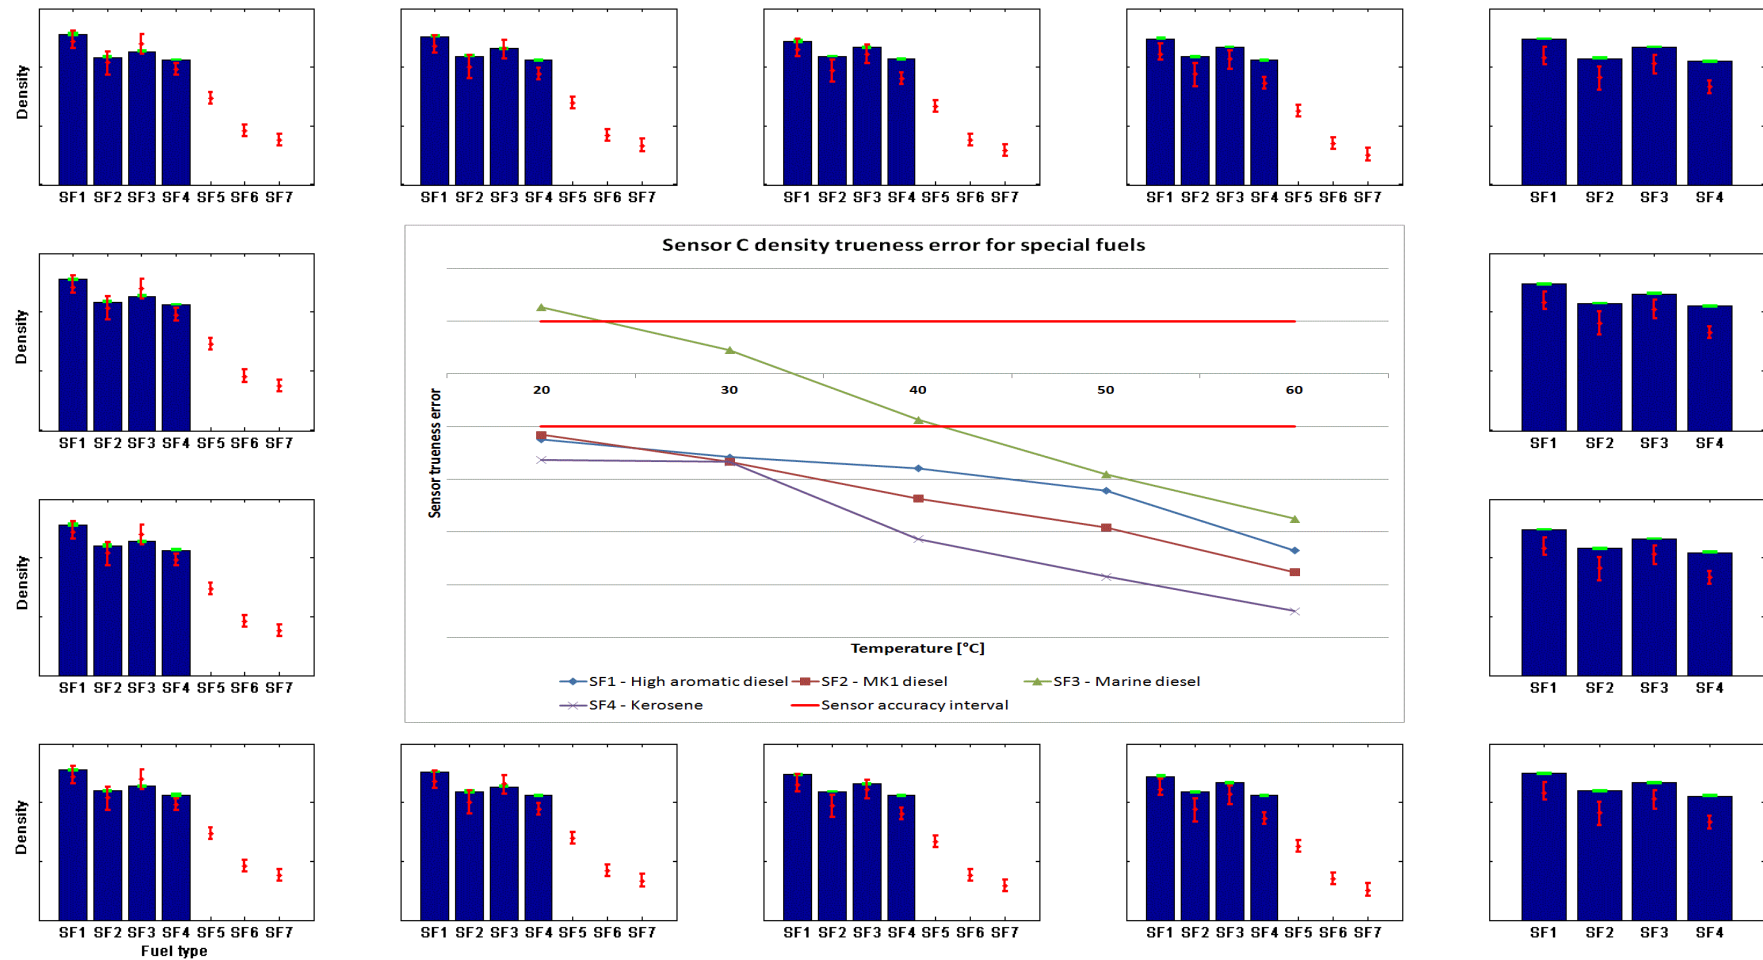 Density
SF1 SF2 SF3 SF4 SF5 SF6 SF7
SF1 SF2 SF3 SF4 SF5 SF6 SF7
SF1 SF2 SF3 SF4 SF5 SF6 SF7
SF1 SF2 SF3 SF4 SF5 SF6 SF7
SF1 SF2 SF3 SF4
Density
SF1 SF2 SF3 SF4 SF5 SF6 SF7
Sensor C density trueness error for special fuels
Sensor trueness error
20 30 40 50 60
Temperature [°C]
SF1 - High aromatic diesel
SF2 - MK1 diesel
SF3 - Marine diesel
SF4 - Kerosene
Sensor accuracy interval
SF1 SF2 SF3 SF4
Density
SF1 SF2 SF3 SF4 SF5 SF6 SF7
SF1 SF2 SF3 SF4
Density
SF1 SF2 SF3 SF4 SF5 SF6 SF7
Fuel type
SF1 SF2 SF3 SF4 SF5 SF6 SF7
SF1 SF2 SF3 SF4 SF5 SF6 SF7
SF1 SF2 SF3 SF4 SF5 SF6 SF7
SF1 SF2 SF3 SF4